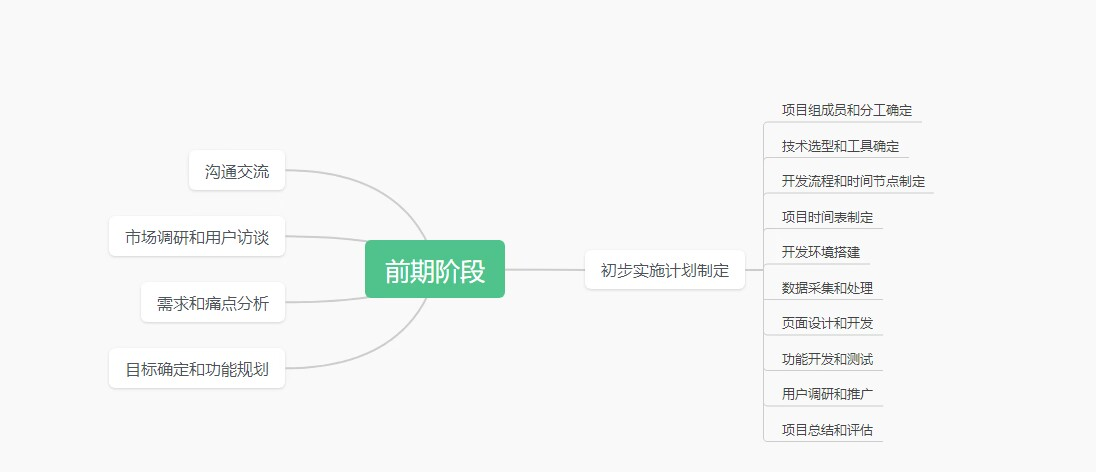 沟通交流
市场调研和用户访谈
需求和痛点分析
目标确定和功能规划
前期阶段
初步实施计划制定
项目组成员和分工确定
技术选型和工具确定
开发流程和时间节点制定
项目时间表制定
开发环境搭建
数据采集和处理
页面设计和开发
功能开发和测试
用户调研和推广
项目总结和评估